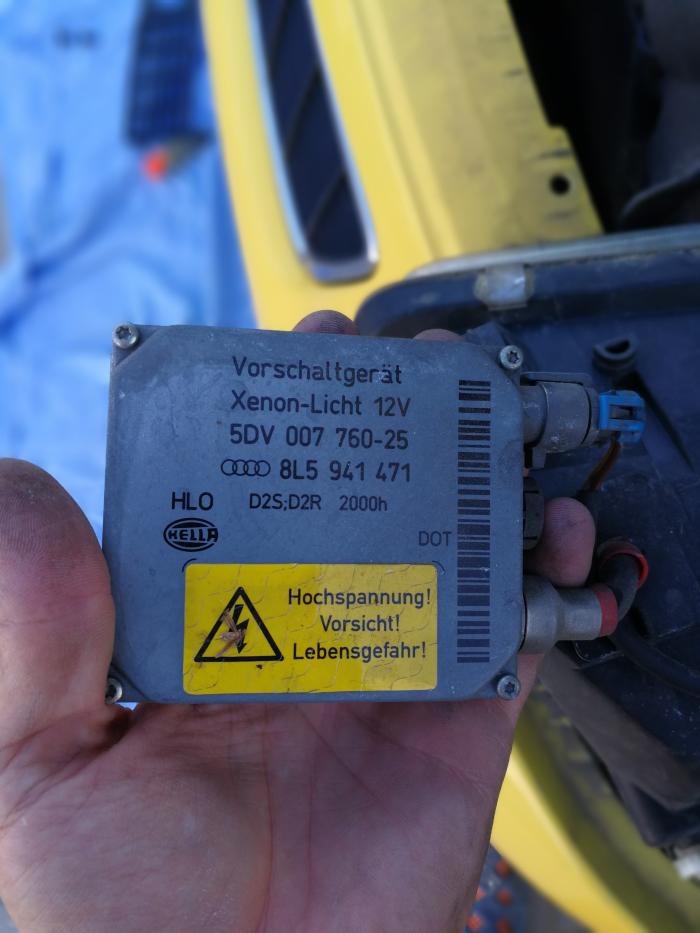 Vorschaltgerät
Xenon-Licht 12V
5DV 007 760-25
8L5 941 471
HLO D2S;D2R 2000h
HELLA
DOT
Hochspannung!
Vorsicht!
Lebensgefahr!